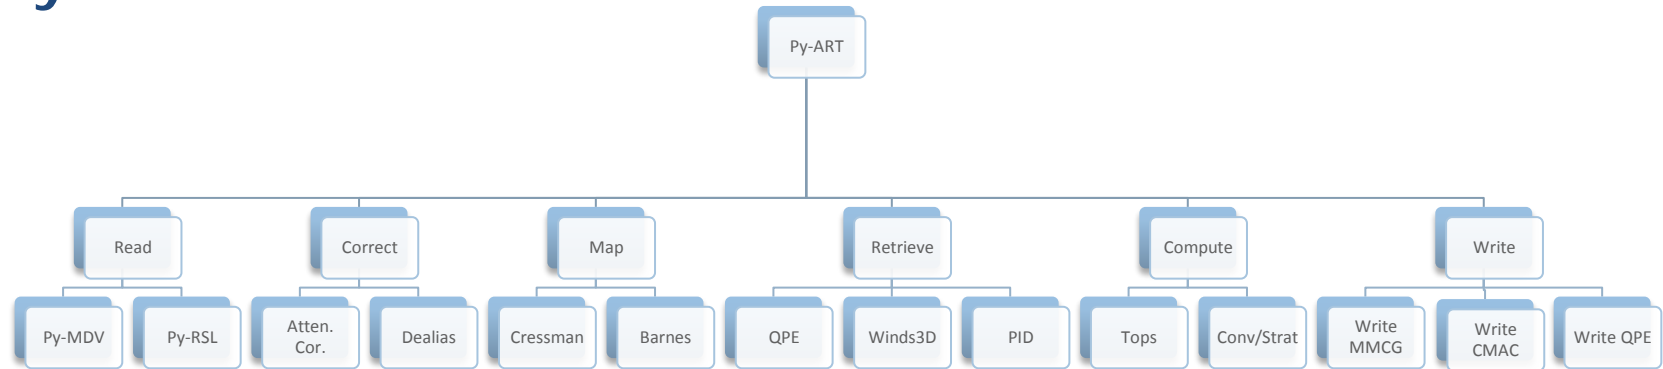 Py-ART
Read
Correct
Map
Retrieve
Compute
Write
Py-MDV
Py-RSL
Atten.
Cor.
Dealias
Cressman
Barnes
QPE
Winds3D
PID
Tops
Conv/Strat
Write
MMCG
Write
CMAC
Write QPE